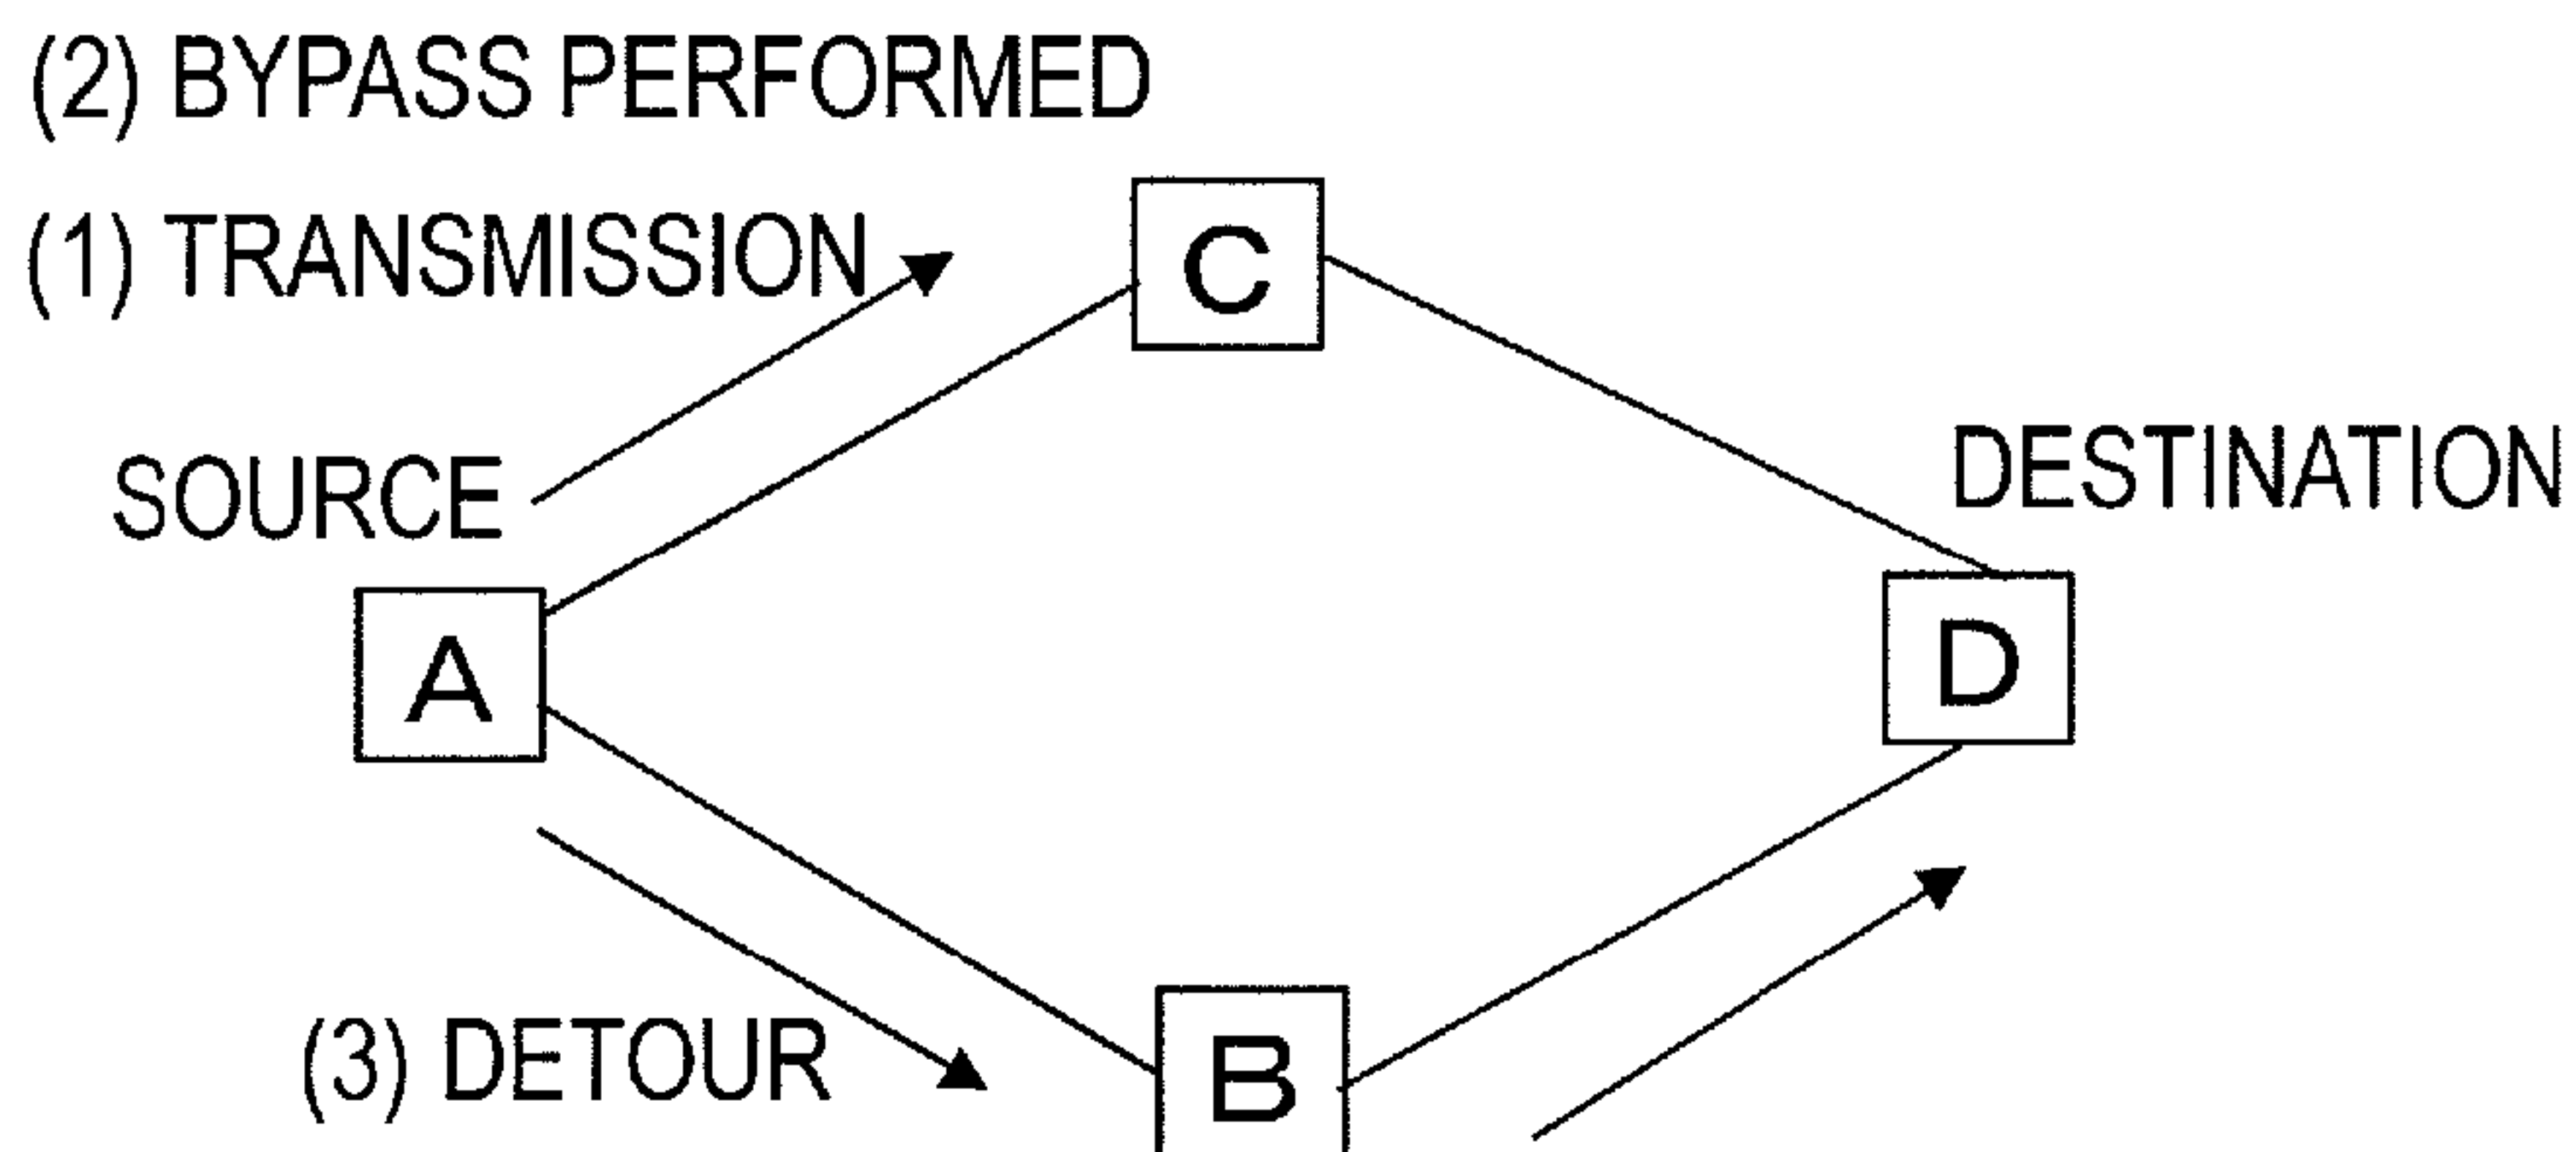 (2) BYPASS PERFORMED
(1) TRANSMISSION
C
SOURCE
DESTINATION
A
D
(3) DETOUR
B